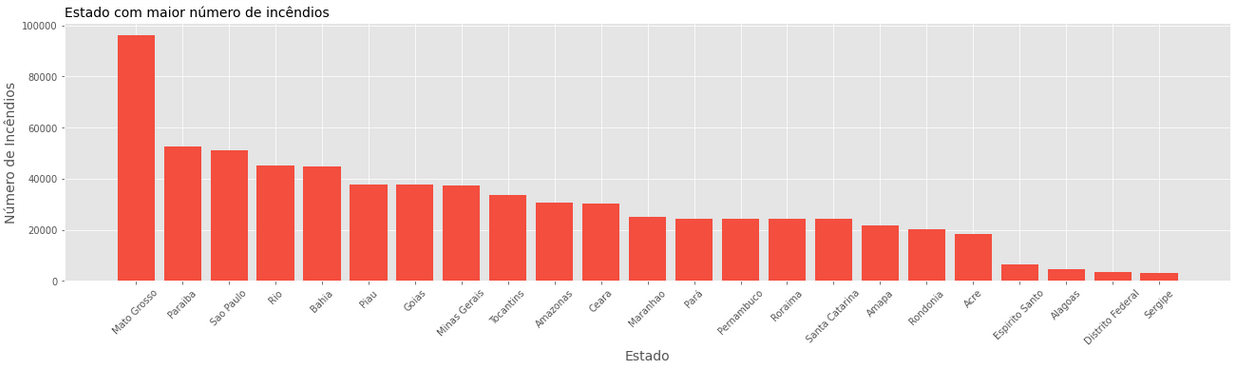 Estado com maior número de incêndios
Número de Incêndios
100000
80000
60000
40000
20000
0
Mato Grosso
Paraiba
Sao Paulo
Rio
Bahia
Piau
Goias
Minas Gerais
Tocantins
Amazonas
Ceara
Maranhao
Pará
Pernambuco
Roraima
Santa Catarina
Amapa
Rondonia
Acre
Espirito Santo
Alagoas
Distrito Federal
Sergipe
Estado